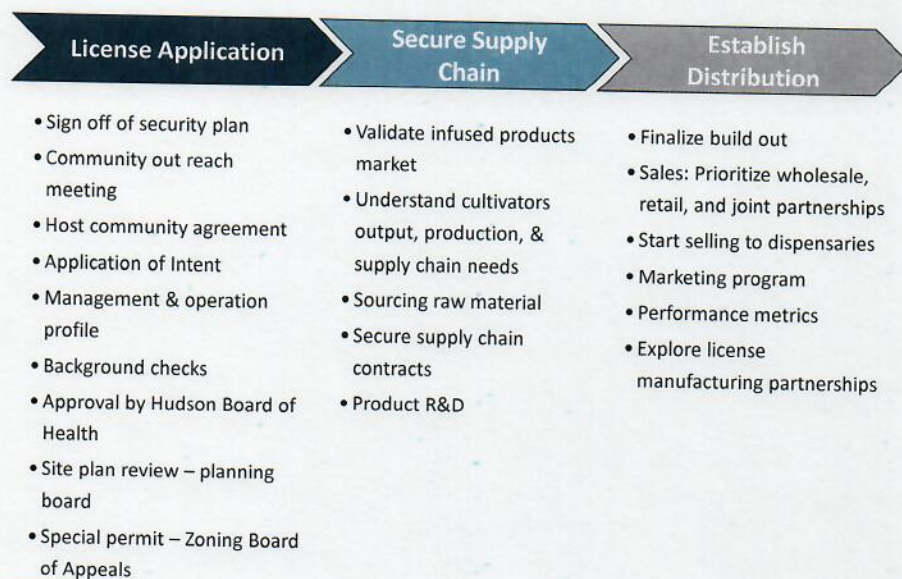 License Application
• Sign off of security plan
• Community out reach
meeting
• Host community agreement
• Application of Intent
• Management & operation
profile
• Background checks
• Approval by Hudson Board of
Health
• Site plan review – planning
board
• Special permit – Zoning Board
of Appeals
Secure Supply
Chain
• Validate infused products
market
• Understand cultivators
output, production, &
supply chain needs
• Sourcing raw material
• Secure supply chain
contracts
• Product R&D
Establish
Distribution
• Finalize build out
• Sales: Prioritize wholesale,
retail, and joint partnerships
• Start selling to dispensaries
• Marketing program
• Performance metrics
• Explore license
manufacturing partnerships